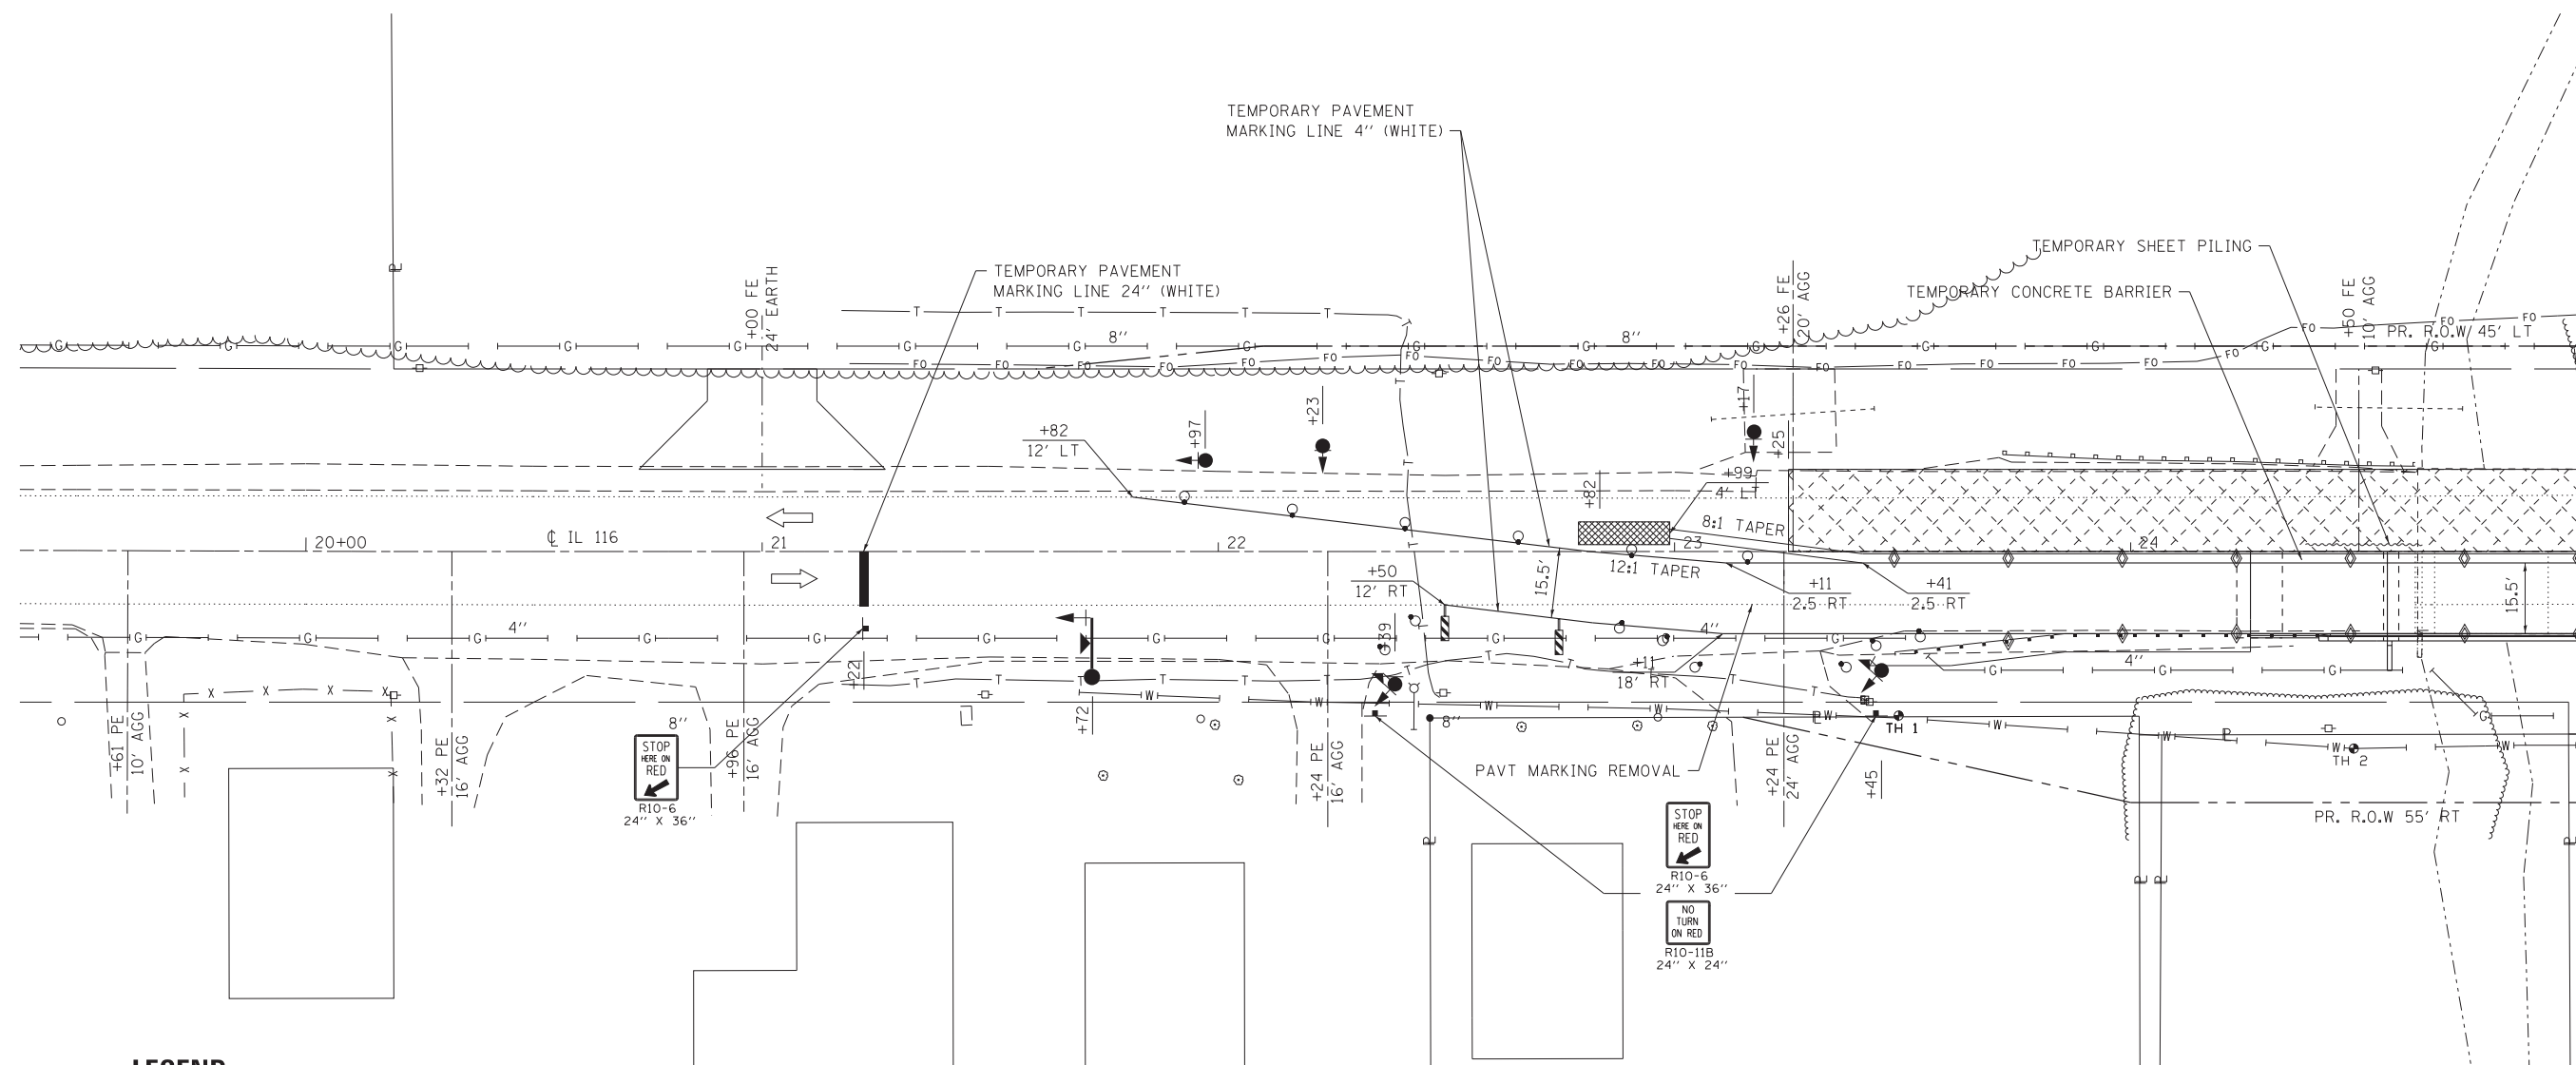 TEMPORARY PAVEMENT
MARKING LINE 4'' (WHITE)
TEMPORARY SHEET PILING
TEMPORARY PAVEMENT
MARKING LINE 24'' (WHITE)
TEMPORARY CONCRETE BARRIER
+00 FE
24' EARTH
+26 FE
20' AGG
+50 FE
10' AGG
PR. R.O.W 45' LT
8''
8''
+82
12' LT
+97
+23
+17
+25
+82
+99
4' LT
8:1 TAPER
℄ IL 116
20+00
21
22
23
24
12:1 TAPER
15.5'
+50
12' RT
+11
2.5 RT
+41
2.5 RT
15.5'
4''
4''
4''
+39
+11
18' RT
+22
+72
8''
8''
+61 PE
10' AGG
+32 PE
16' AGG
+96 PE
16' AGG
+24 PE
16' AGG
+24 PE
24' AGG
+45
TH 1
TH 2
PAVT MARKING REMOVAL
PR. R.O.W 55' RT
STOP
HERE ON
RED
R10-6
24'' X 36''
STOP
HERE ON
RED
R10-6
24'' X 36''
NO
TURN
ON RED
R10-11B
24'' X 24''
LEGEND